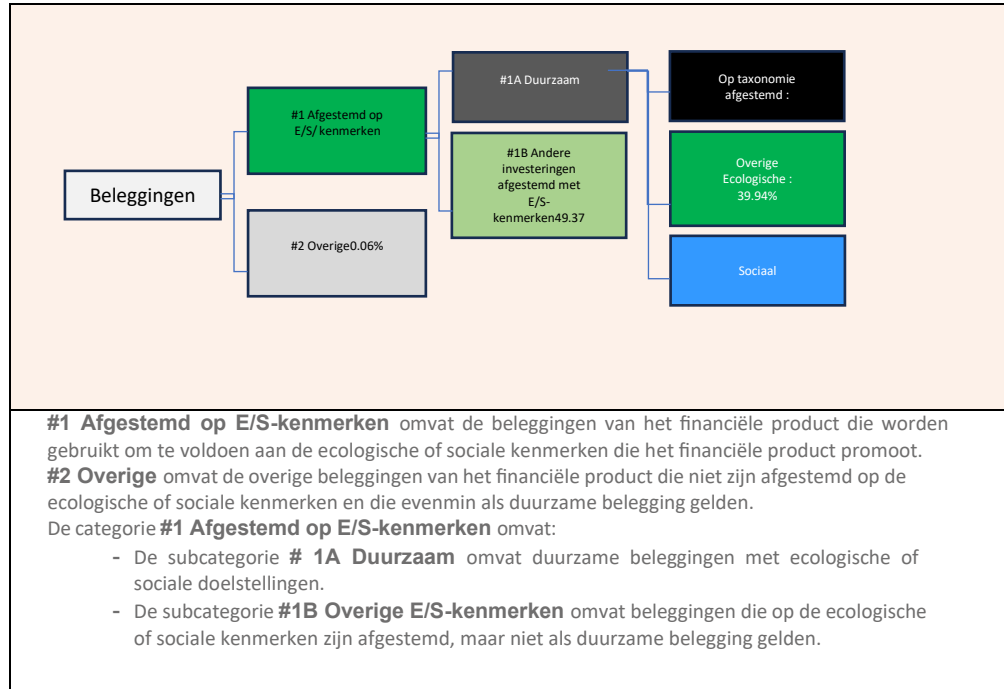 Beleggingen
#1 Afgestemd op
E/S/ kenmerken
#2 Overige0.06%
#1A Duurzaam
#1B Andere
investeringen
afgestemd met
E/S-
kenmerken49.37
Op taxonomie
afgestemd :
Overige
Ecologische :
39.94%
Sociaal
#1 Afgestemd op E/S-kenmerken omvat de beleggingen van het financiële product die worden
gebruikt om te voldoen aan de ecologische of sociale kenmerken die het financiële product promoot.
#2 Overige omvat de overige beleggingen van het financiële product die niet zijn afgestemd op de
ecologische of sociale kenmerken en die evenmin als duurzame belegging gelden.
De categorie #1 Afgestemd op E/S-kenmerken omvat:
- De subcategorie # 1A Duurzaam omvat duurzame beleggingen met ecologische of
sociale doelstellingen.
- De subcategorie #1B Overige E/S-kenmerken omvat beleggingen die op de ecologische
of sociale kenmerken zijn afgestemd, maar niet als duurzame belegging gelden.